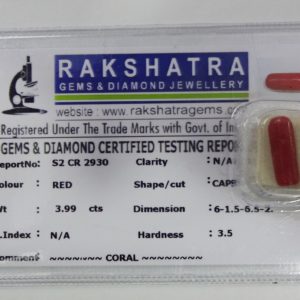 RAKSHATRA
GEMS & DIAMOND JEWELLERY
website : www.rakshatragems.co
Registered Under The Trade Marks with Govt. of In
GEMS & DIAMOND CERTIFIED TESTING REPO
ReportNo: S2 CR 2930 Clarity : N/A
Colour : RED Shape/cut : CAPS
Wt : 3.99 cts Dimension : 6-1.5-6.5-2.
.Index : N/A Hardness : 3.5
Comment ~~~~~~~ CORAL ~~~~~~~~